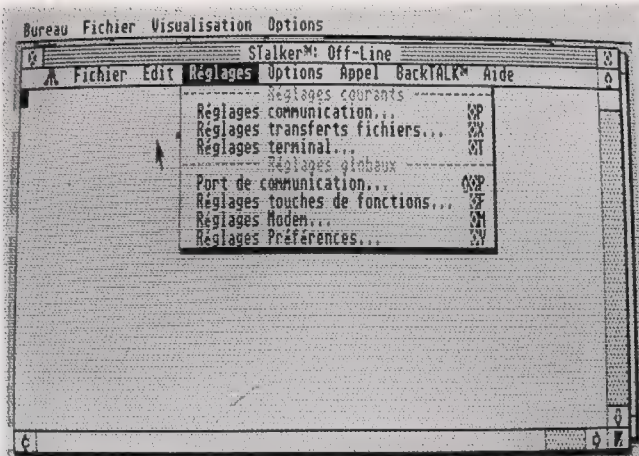 Bureau Fichier Visualisation Options
STalker™: Off-Line
Fichier Edit Réglages Options Appel BackTALK™ Aide
Réglages courants
Réglages communication... ◊P
Réglages transferts fichiers... ◊X
Réglages terminal... ◊T
Réglages globaux
Port de communication... ⇧◊P
Réglages touches de fonctions... ◊F
Réglages Modem... ◊M
Réglages Préférences... ◊Y